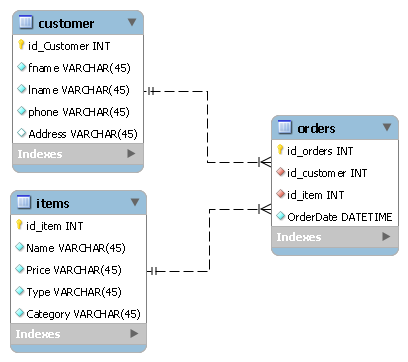 customer
id_Customer INT
fname VARCHAR(45)
lname VARCHAR(45)
phone VARCHAR(45)
Address VARCHAR(45)
Indexes
items
id_item INT
Name VARCHAR(45)
Price VARCHAR(45)
Type VARCHAR(45)
Category VARCHAR(45)
Indexes
orders
id_orders INT
id_customer INT
id_item INT
OrderDate DATETIME
Indexes